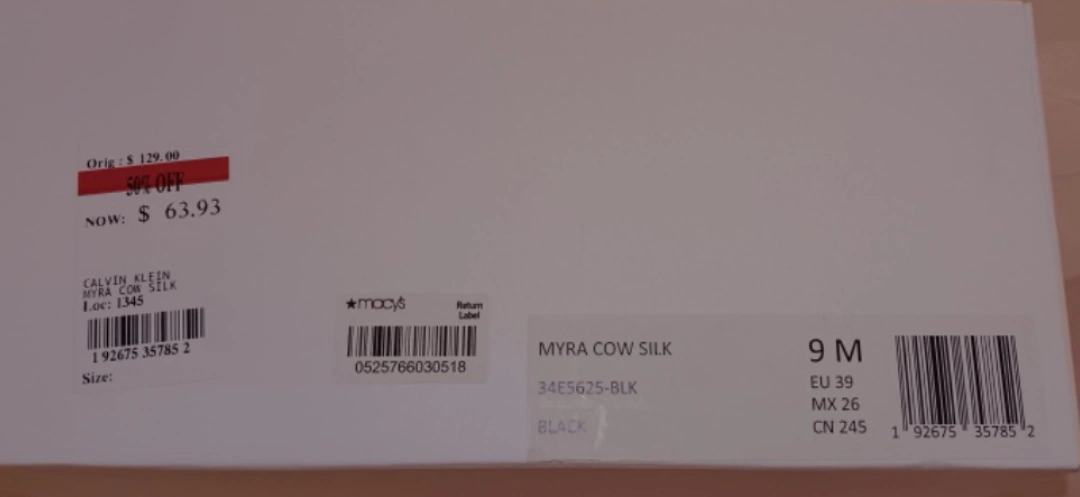 Orig : $ 129.00
50% OFF
NOW: $ 63.93
CALVIN KLEIN
MYRA COW SILK
Loc: 1345
1 92675 35785 2
Size:
★macy's Return
Label
0525766030518
MYRA COW SILK 9 M
34E5625-BLK EU 39
MX 26
BLACK CN 245
1 92675 35785 2